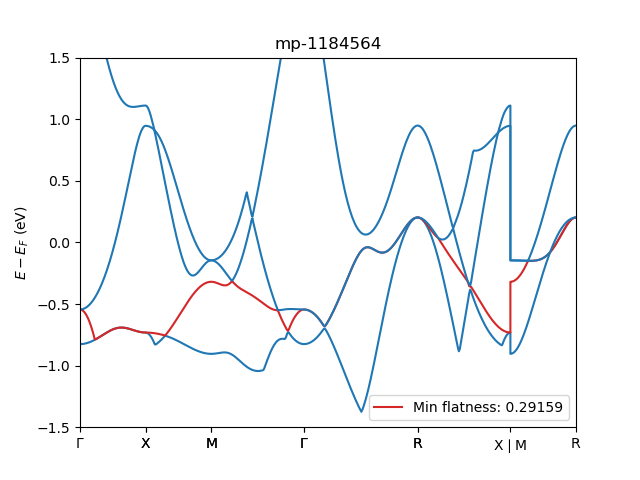 mp-1184564
E − E_F (eV)
1.5
1.0
0.5
0.0
−0.5
−1.0
−1.5
Min flatness: 0.29159
Γ X M Γ R X | M R